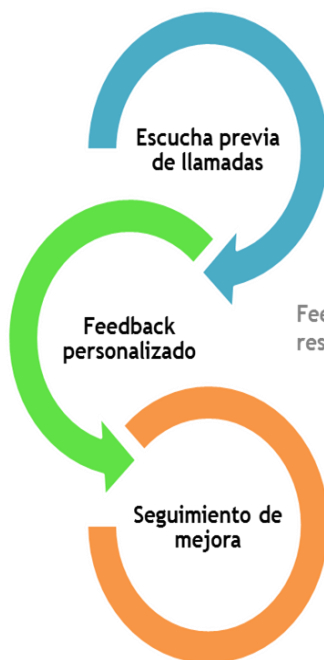 Escucha previa
de llamadas
Feedback
personalizado
Seguimiento de
mejora